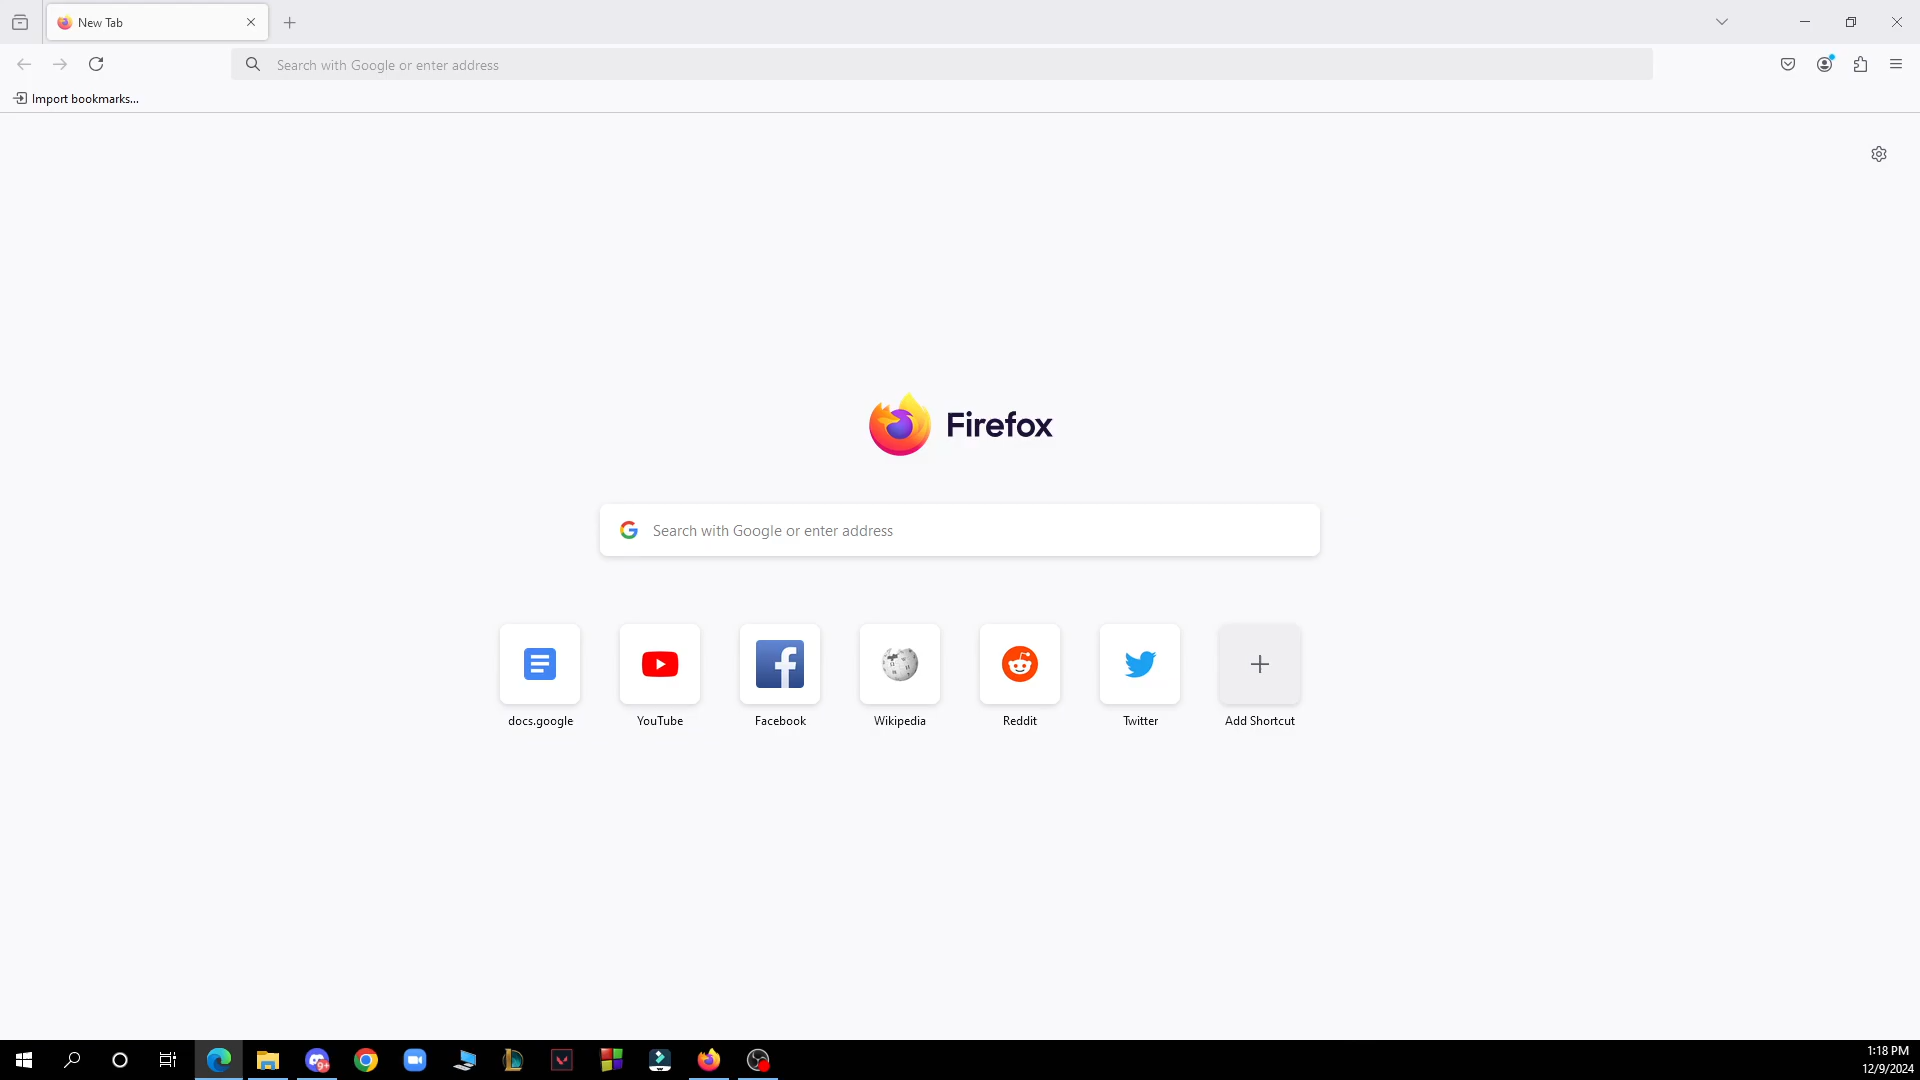 New Tab
Search with Google or enter address
Import bookmarks...
Firefox
Search with Google or enter address
docs.google
YouTube
Facebook
Wikipedia
Reddit
Twitter
Add Shortcut
9+
1:18 PM
12/9/2024